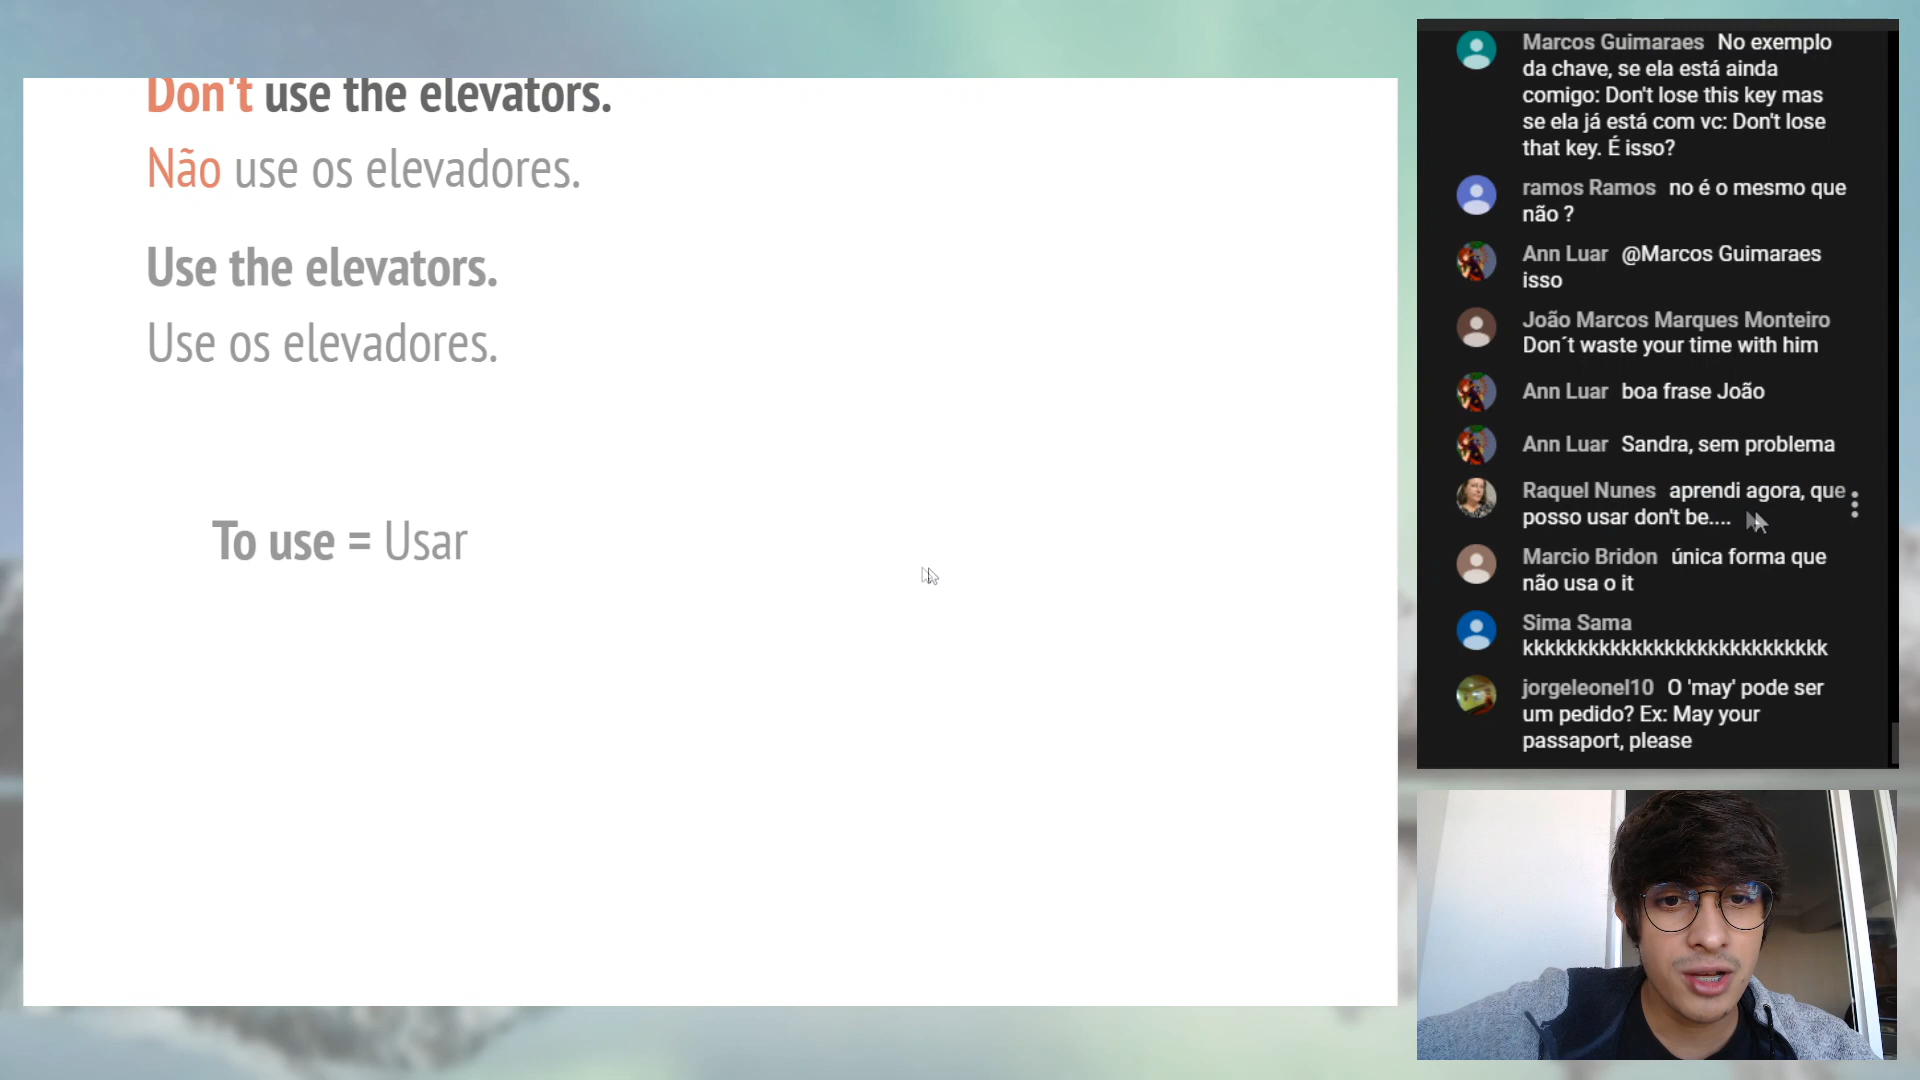 Don't use the elevators.
Não use os elevadores.
Use the elevators.
Use os elevadores.
To use = Usar
Marcos Guimaraes No exemplo
da chave, se ela está ainda
comigo: Don't lose this key mas
se ela já está com vc: Don't lose
that key. É isso?
ramos Ramos no é o mesmo que
não ?
Ann Luar @Marcos Guimaraes
isso
João Marcos Marques Monteiro
Don´t waste your time with him
Ann Luar boa frase João
Ann Luar Sandra, sem problema
Raquel Nunes aprendi agora, que
posso usar don't be....
Marcio Bridon única forma que
não usa o it
Sima Sama
kkkkkkkkkkkkkkkkkkkkkkkkkkkk
jorgeleonel10 O 'may' pode ser
um pedido? Ex: May your
passaport, please